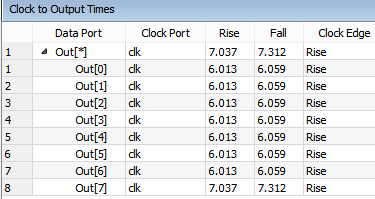 Clock to Output Times
Data Port Clock Port Rise Fall Clock Edge
1 Out[*] clk 7.037 7.312 Rise
1 Out[0] clk 6.013 6.059 Rise
2 Out[1] clk 6.013 6.059 Rise
3 Out[2] clk 6.013 6.059 Rise
4 Out[3] clk 6.013 6.059 Rise
5 Out[4] clk 6.013 6.059 Rise
6 Out[5] clk 6.013 6.059 Rise
7 Out[6] clk 6.013 6.059 Rise
8 Out[7] clk 7.037 7.312 Rise